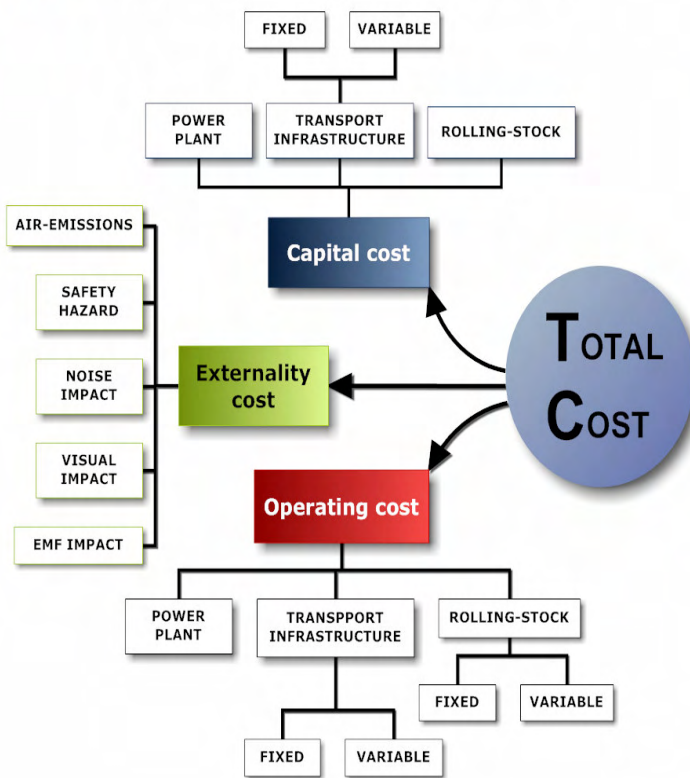 FIXED
VARIABLE
POWER
PLANT
TRANSPORT
INFRASTRUCTURE
ROLLING-STOCK
Capital cost
AIR-EMISSIONS
SAFETY
HAZARD
NOISE
IMPACT
VISUAL
IMPACT
EMF IMPACT
Externality
cost
TOTAL
COST
Operating cost
POWER
PLANT
TRANSPPORT
INFRASTRUCTURE
ROLLING-STOCK
FIXED
VARIABLE
FIXED
VARIABLE